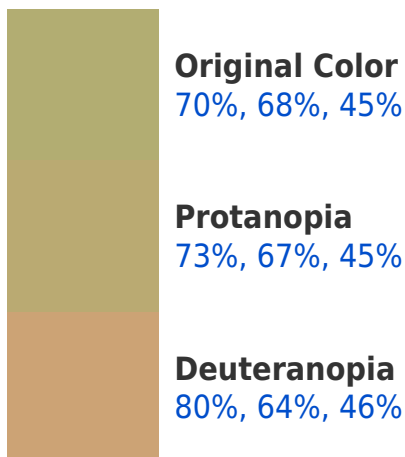 Original Color
70%, 68%, 45%
Protanopia
73%, 67%, 45%
Deuteranopia
80%, 64%, 46%